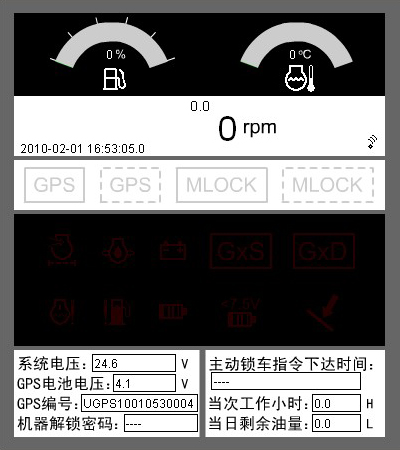 0 % 0 ºC
0.0
0 rpm
2010-02-01 16:53:05.0
GPS GPS MLOCK MLOCK
GxS GxD
<7.5V
系统电压: 24.6 V
GPS电池电压: 4.1 V
GPS编号: UGPS10010530004
机器解锁密码: ----
主动锁车指令下达时间:
----
当次工作小时: 0.0 H
当日剩余油量: 0.0 L